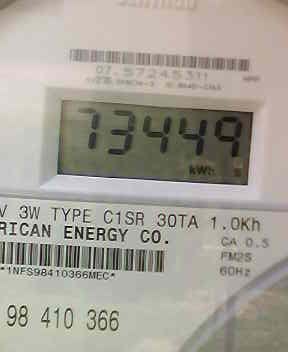 07. 57245311
73449
kWh
V 3W TYPE C1SR 30TA 1.0Kh
RICAN ENERGY CO.
CA 0.5
FM2S
60Hz
*1NFS98410366MEC*
98 410 366